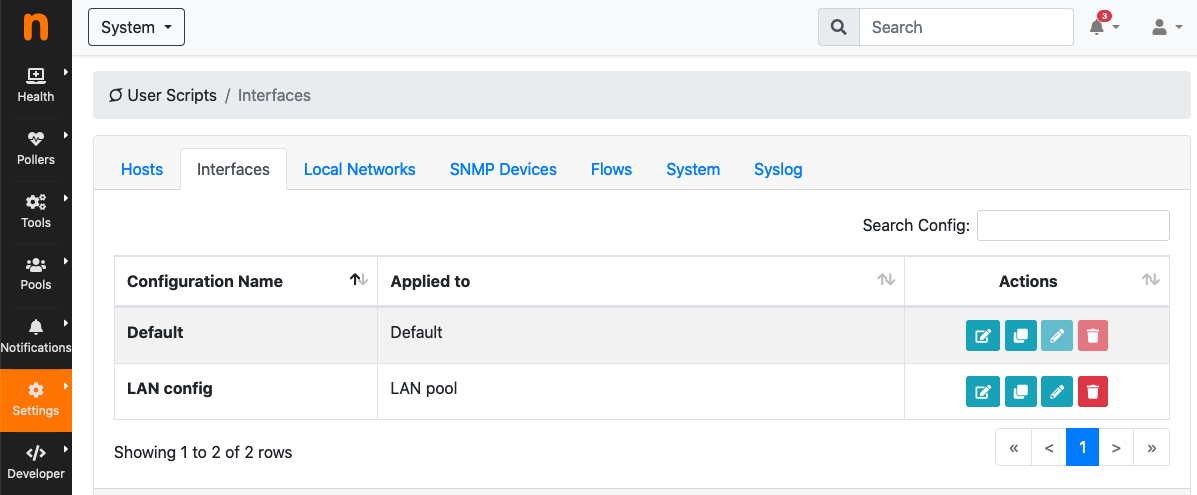 n
System
Search
3
Health
Pollers
Tools
Pools
Notifications
Settings
Developer
User Scripts / Interfaces
Hosts Interfaces Local Networks SNMP Devices Flows System Syslog
Search Config:
Configuration Name Applied to Actions
Default Default
LAN config LAN pool
Showing 1 to 2 of 2 rows
« < 1 > »